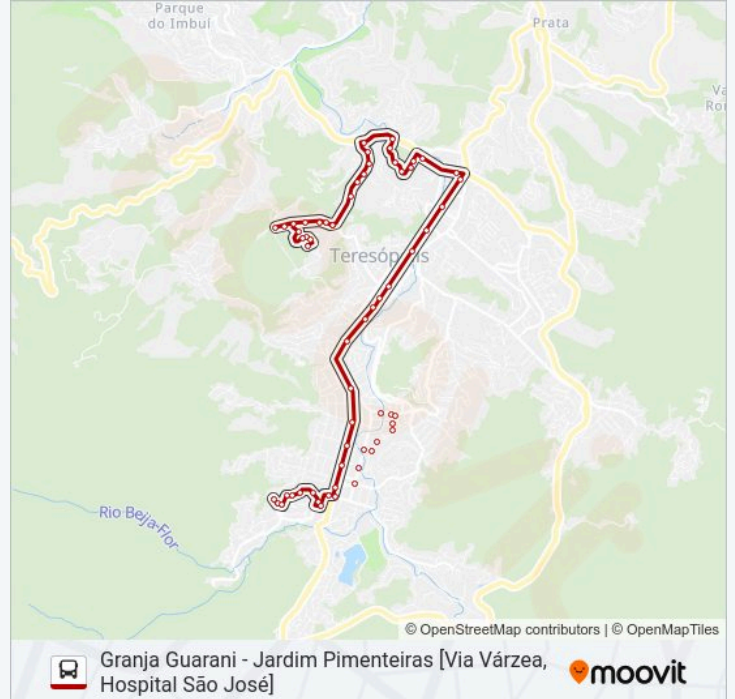 Parque
do Imbuí
Prata
Teresópolis
Rio Beija-Flor
© OpenStreetMap contributors | © OpenMapTiles
Granja Guarani - Jardim Pimenteiras [Via Várzea,
Hospital São José]
moovit